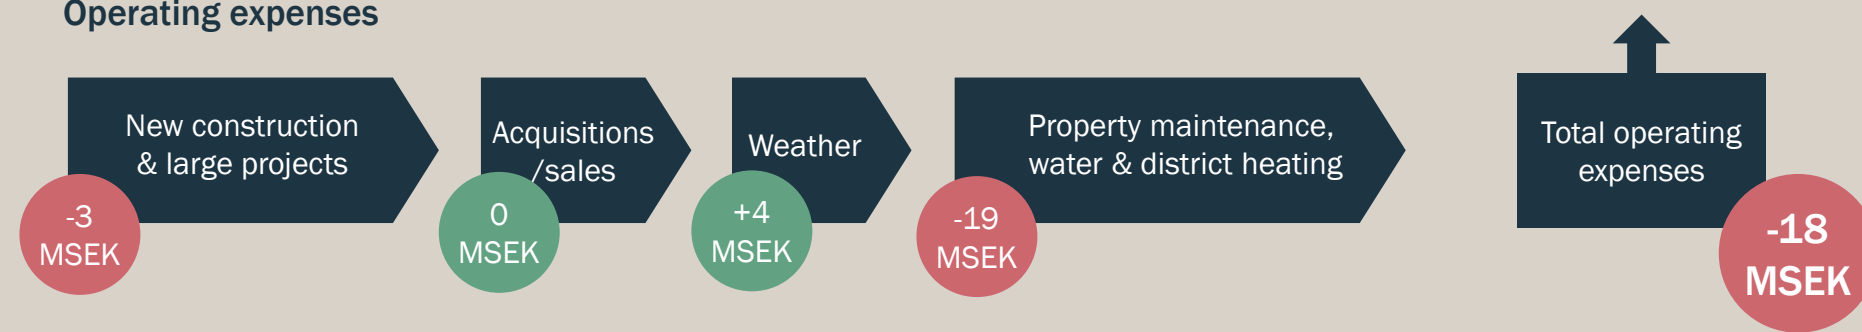 Operating expenses
New construction
& large projects
-3
MSEK
Acquisitions
/sales
0
MSEK
Weather
+4
MSEK
Property maintenance,
water & district heating
-19
MSEK
Total operating
expenses
-18
MSEK